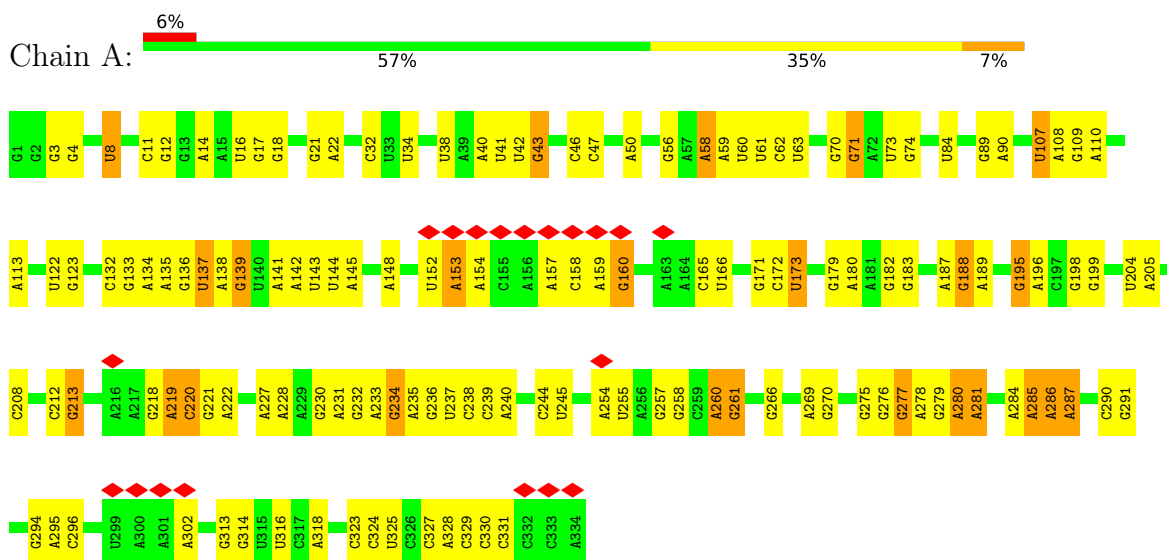 6%
Chain A:
57% 35% 7%
G1 G2 G3 G4 U8 C11 G12 G13 A14 A15 U16 G17 G18 G21 A22 C32 U33 U34 U38 A39 A40 U41 U42 G43 C46 C47 A50 G56 A57 A58 A59 U60 U61 C62 U63 G70 G71 A72 U73 G74 U84 G89 A90 U107 A108 G109 A110
A113 U122 G123 C132 G133 A134 A135 G136 U137 A138 G139 U140 A141 A142 U143 U144 A145 A148 U152 A153 A154 C155 A156 A157 C158 A159 G160 A163 A164 C165 U166 G171 C172 U173 G179 A180 A181 G182 G183 A187 G188 A189 G195 A196 C197 G198 G199 U204 A205
C208 C212 G213 A216 A217 G218 A219 C220 G221 A222 A227 A228 A229 G230 A231 G232 A233 G234 A235 G236 U237 C238 C239 A240 C244 U245 A254 U255 A256 G257 G258 C259 A260 G261 G266 A269 G270 G275 G276 G277 A278 G279 A280 A281 A284 A285 A286 A287 C290 G291
G294 A295 C296 U299 A300 A301 A302 G313 G314 U315 U316 C317 A318 C323 C324 U325 C326 C327 A328 C329 C330 C331 C332 C333 A334